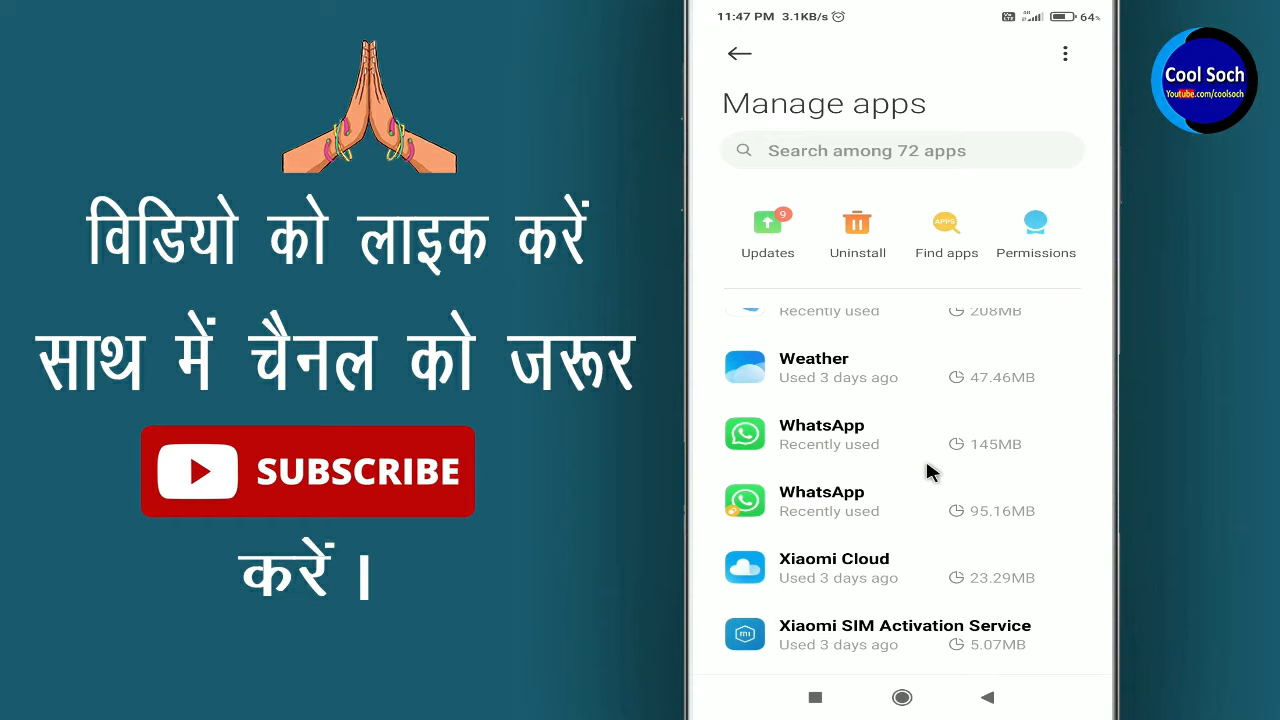 विडियो को लाइक करें
साथ में चैनल को जरूर
SUBSCRIBE
करें ।
11:47 PM 3.1KB/s 4G 64%
Manage apps
Search among 72 apps
9
APPS
Updates Uninstall Find apps Permissions
Recently used 208MB
Weather
Used 3 days ago 47.46MB
WhatsApp
Recently used 145MB
WhatsApp
Recently used 95.16MB
Xiaomi Cloud
Used 3 days ago 23.29MB
Xiaomi SIM Activation Service
Used 3 days ago 5.07MB
Cool Soch
Youtube.com/coolsoch